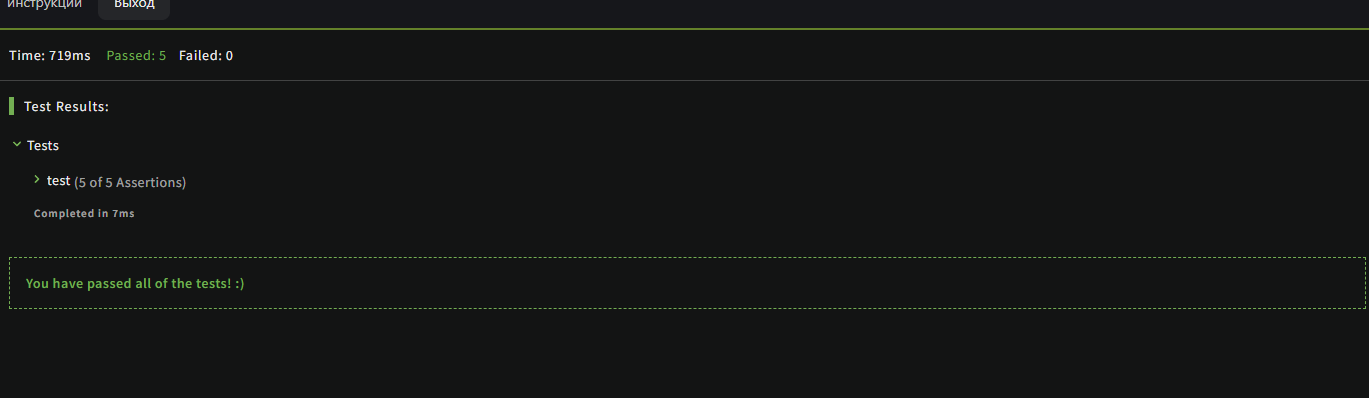 инструкции Выход
Time: 719ms Passed: 5 Failed: 0
Test Results:
Tests
test (5 of 5 Assertions)
Completed in 7ms
You have passed all of the tests! :)